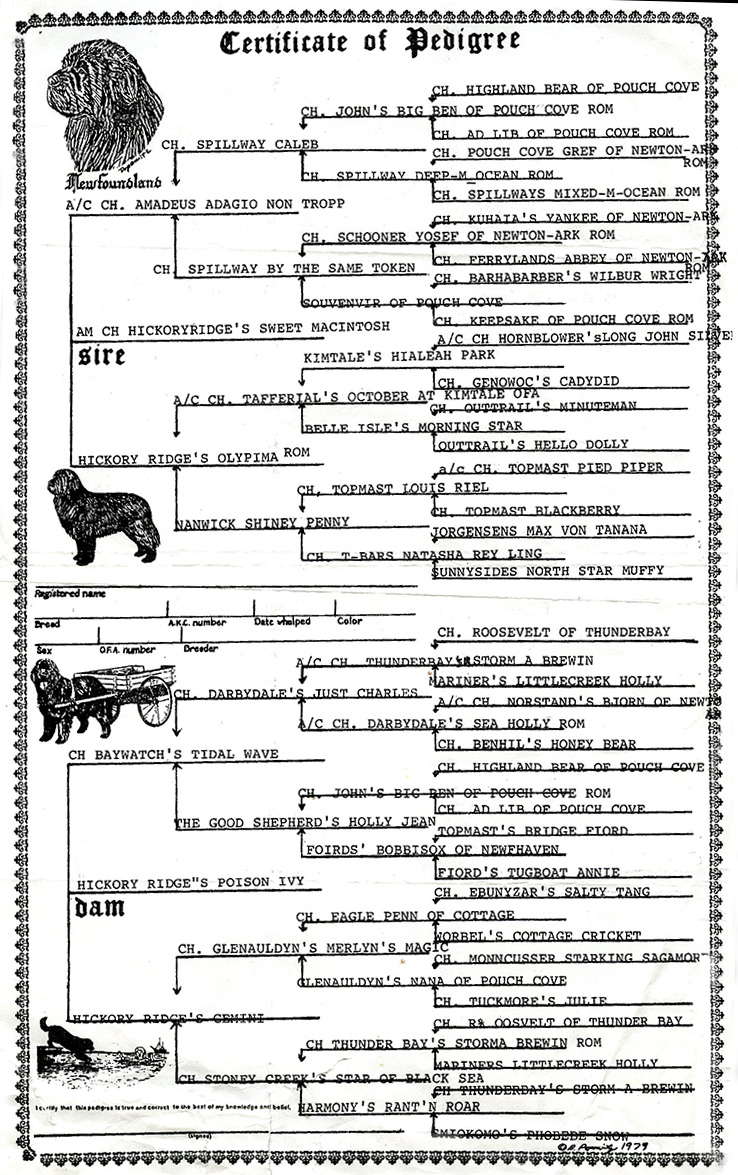 Certificate of Pedigree
CH. HIGHLAND BEAR OF POUCH COVE
CH. JOHN'S BIG BEN OF POUCH COVE ROM
CH. AD LIB OF POUCH COVE ROM
CH. SPILLWAY CALEB
CH. POUCH COVE GREF OF NEWTON-ARK
ROM
CH. SPILLWAY DEEP-M_OCEAN ROM
Newfoundland
CH. SPILLWAYS MIXED-M-OCEAN ROM
A/C CH. AMADEUS ADAGIO NON TROPP
CH. KUHAIA'S YANKEE OF NEWTON-ARK
CH. SCHOONER YOSEF OF NEWTON-ARK ROM
CH. FERRYLANDS ABBEY OF NEWTON-ARK
ROM
CH. SPILLWAY BY THE SAME TOKEN
CH. BARHABARBER'S WILBUR WRIGHT
SOUVENVIR OF POUCH COVE
CH. KEEPSAKE OF POUCH COVE ROM
AM CH HICKORYRIDGE'S SWEET MACINTOSH
A/C CH HORNBLOWER'sLONG JOHN SILVE
sire
KIMTALE'S HIALEAH PARK
CH. GENOWOC'S CADYDID
A/C CH. TAFFERIAL'S OCTOBER AT KIMTALE OFA
CH. OUTTRAIL'S MINUTEMAN
BELLE ISLE'S MORNING STAR
OUTTRAIL'S HELLO DOLLY
HICKORY RIDGE'S OLYPIMA ROM
a/c CH. TOPMAST PIED PIPER
CH, TOPMAST LOUIS RIEL
CH. TOPMAST BLACKBERRY
NANWICK SHINEY PENNY
JORGENSENS MAX VON TANANA
CH. T-BARS NATASHA REY LING
SUNNYSIDES NORTH STAR MUFFY
Registered name
Breed A.K.C. number Date whelped Color
Sex O.F.A. number Breeder
CH. ROOSEVELT OF THUNDERBAY
A/C CH. THUNDERBAY'S STORM A BREWIN
MARINER'S LITTLECREEK HOLLY
CH. DARBYDALE'S JUST CHARLES
A/C CH. NORSTAND'S BJORN OF NEWTO
AR
A/C CH. DARBYDALE'S SEA HOLLY ROM
CH. BENHIL'S HONEY BEAR
CH BAYWATCH'S TIDAL WAVE
CH. HIGHLAND BEAR OF POUCH COVE
CH. JOHN'S BIG BEN OF POUCH COVE ROM
CH. AD LIB OF POUCH COVE
THE GOOD SHEPHERD'S HOLLY JEAN
TOPMAST'S BRIDGE FIORD
FOIRDS' BOBBISOX OF NEWFHAVEN
FIORD'S TUGBOAT ANNIE
HICKORY RIDGE"S POISON IVY
CH. EBUNYZAR'S SALTY TANG
dam
CH. EAGLE PENN OF COTTAGE
WORBEL'S COTTAGE CRICKET
CH. GLENAULDYN'S MERLYN'S MAGIC
CH. MONNCUSSER STARKING SAGAMOR
GLENAULDYN'S NANA OF POUCH COVE
CH. TUCKMORE'S JULIE
HICKORY RIDGE'S GEMINI
CH. R% OOSVELT OF THUNDER BAY
CH THUNDER BAY'S STORMA BREWIN ROM
MARINERS LITTLECREEK HOLLY
CH STONEY CREEK'S STAR OF BLACK SEA
CH THUNDERDAY'S STORM A BREWIN
I certify that this pedigree is true and correct to the best of my knowledge and belief,
HARMONY'S RANT'N ROAR
(Signed)
SMIOKOMO'S PHOBEDE SNOW
1979